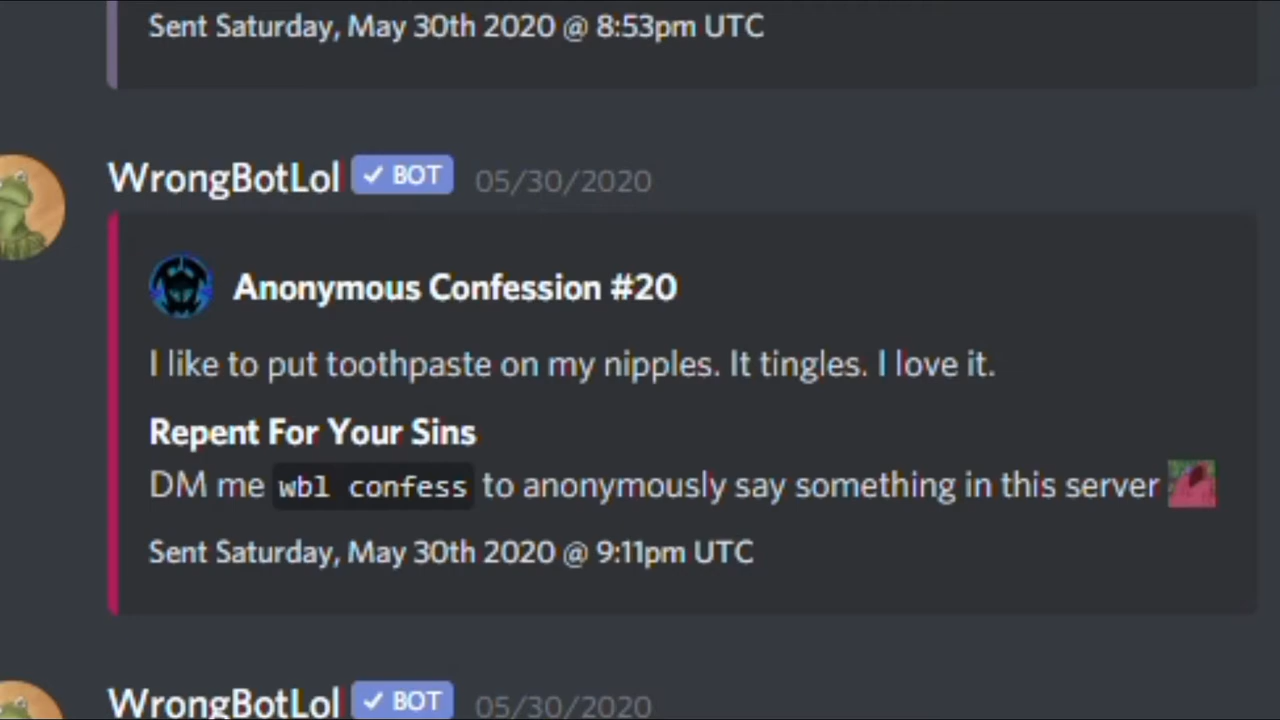 Sent Saturday, May 30th 2020 @ 8:53pm UTC
WrongBotLol ✓ BOT 05/30/2020
Anonymous Confession #20
I like to put toothpaste on my nipples. It tingles. I love it.
Repent For Your Sins
DM me wbl confess to anonymously say something in this server
Sent Saturday, May 30th 2020 @ 9:11pm UTC
WrongBotLol ✓ BOT 05/30/2020